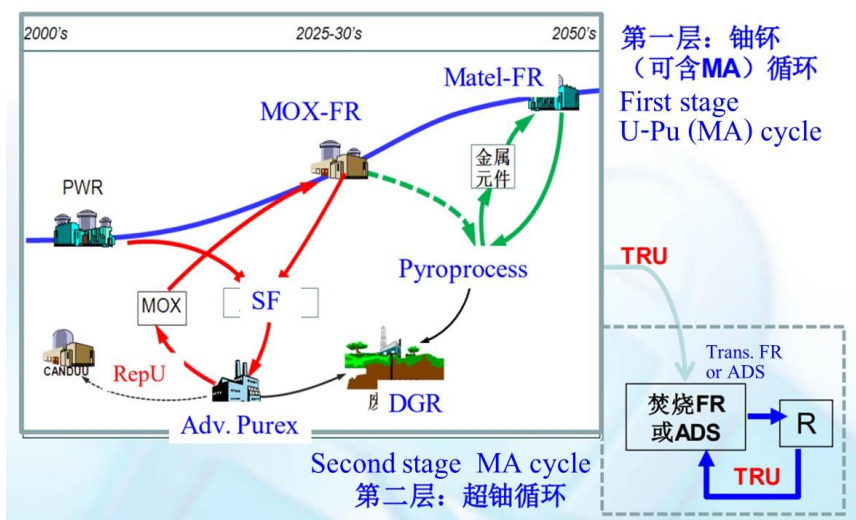 2000's
2025-30's
2050's
第一层：铀钚
（可含MA）循环
First stage
U-Pu (MA) cycle
Matel-FR
MOX-FR
金属
元件
PWR
Pyroprocess
TRU
MOX
SF
Trans. FR
or ADS
CANDUU
RepU
废
DGR
焚烧FR
或ADS
R
Adv. Purex
TRU
Second stage MA cycle
第二层：超铀循环